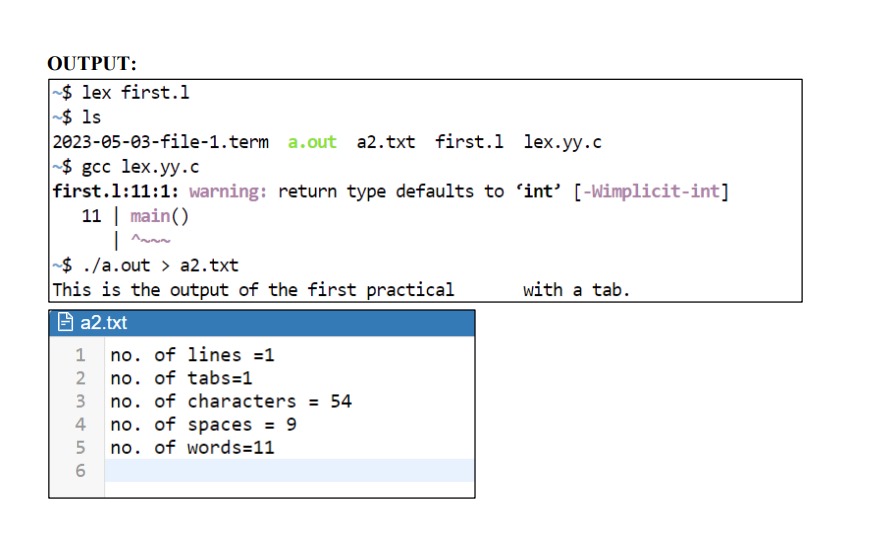 OUTPUT:
~$ lex first.l
~$ ls
2023-05-03-file-1.term  a.out  a2.txt  first.l  lex.yy.c
~$ gcc lex.yy.c
first.l:11:1: warning: return type defaults to ‘int’ [-Wimplicit-int]
   11 | main()
      | ^~~~
~$ ./a.out > a2.txt
This is the output of the first practical       with a tab.
a2.txt
1 no. of lines =1
2 no. of tabs=1
3 no. of characters = 54
4 no. of spaces = 9
5 no. of words=11
6